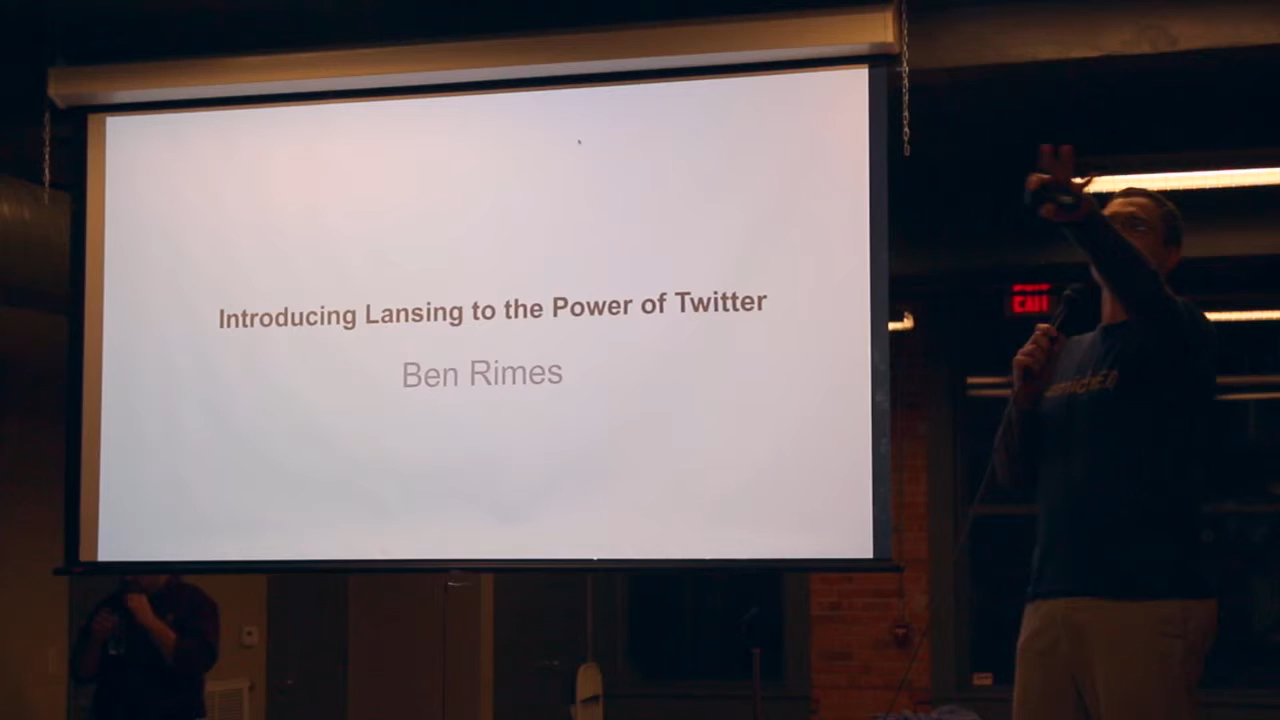 Introducing Lansing to the Power of Twitter
Ben Rimes
EXIT